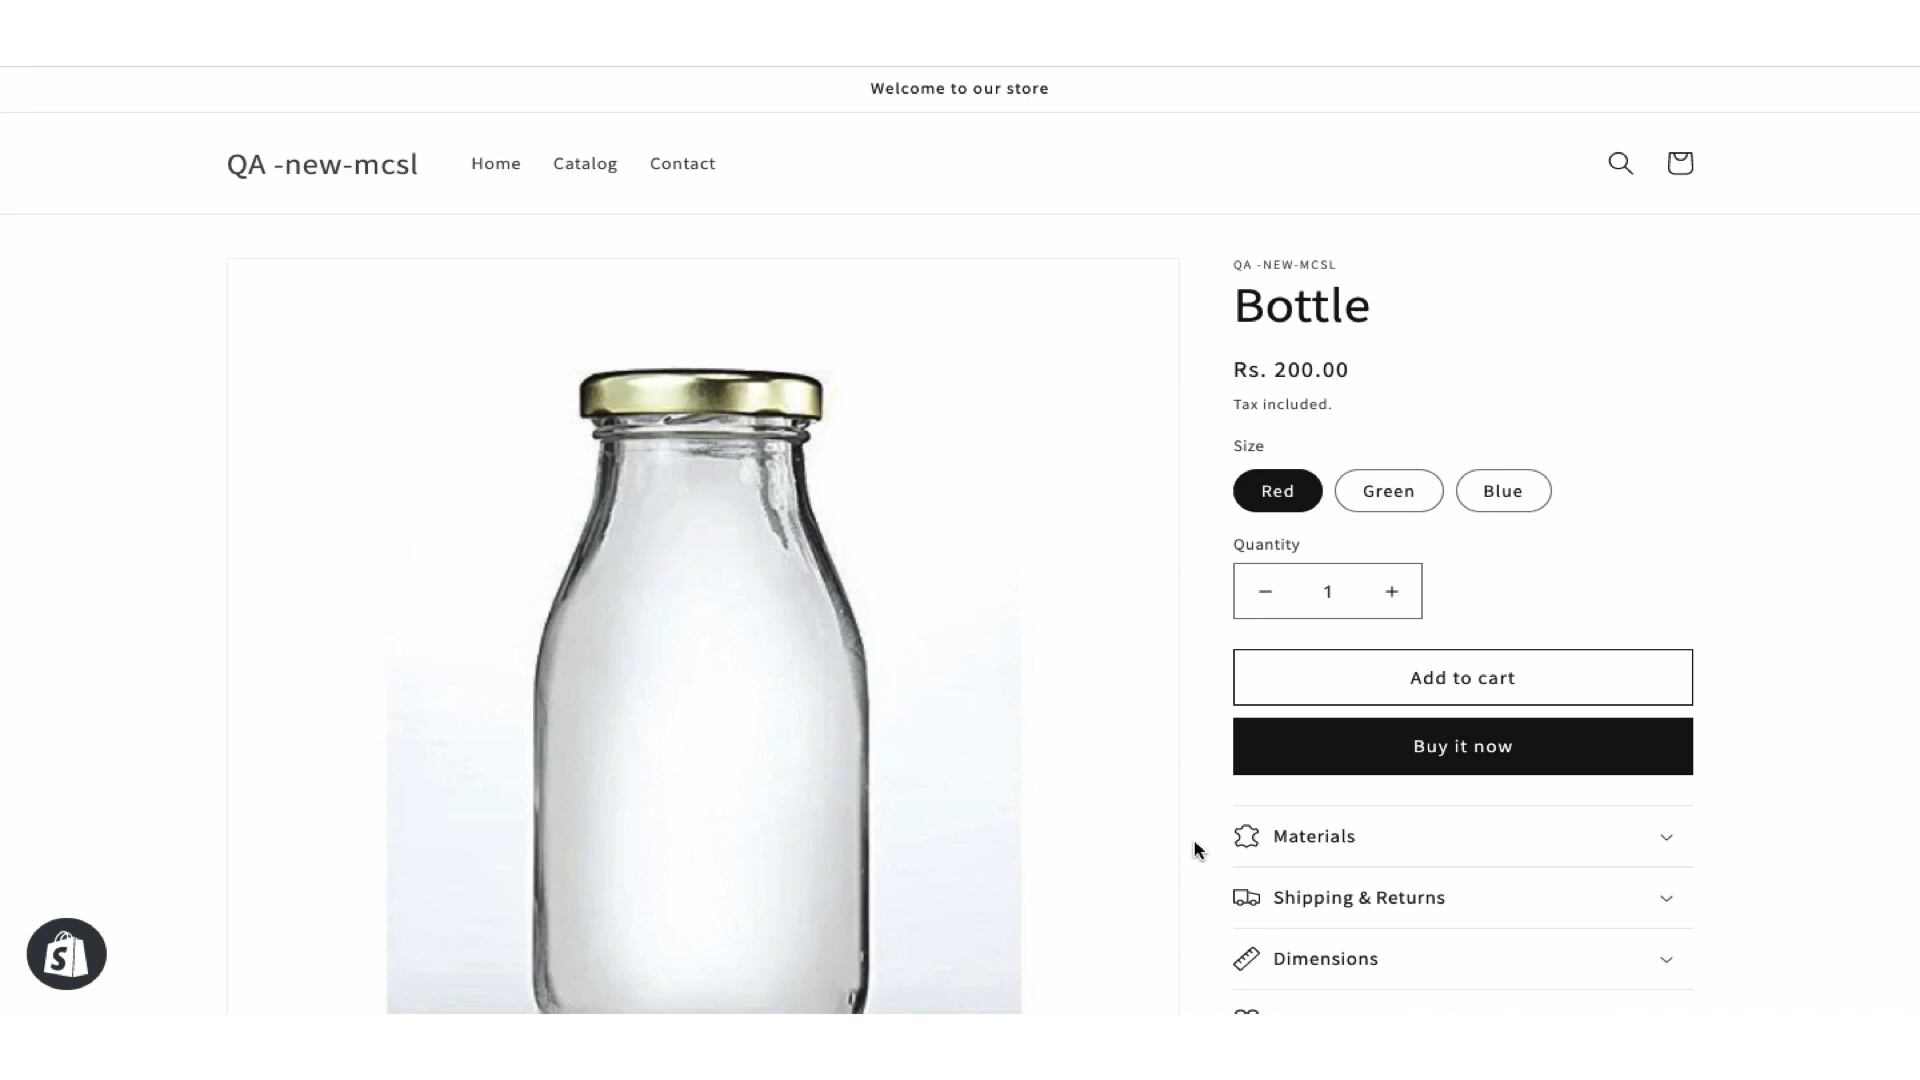 Welcome to our store
QA -new-mcsl
Home
Catalog
Contact
QA -NEW-MCSL
Bottle
Rs. 200.00
Tax included.
Size
Red
Green
Blue
Quantity
1
Add to cart
Buy it now
Materials
Shipping & Returns
Dimensions